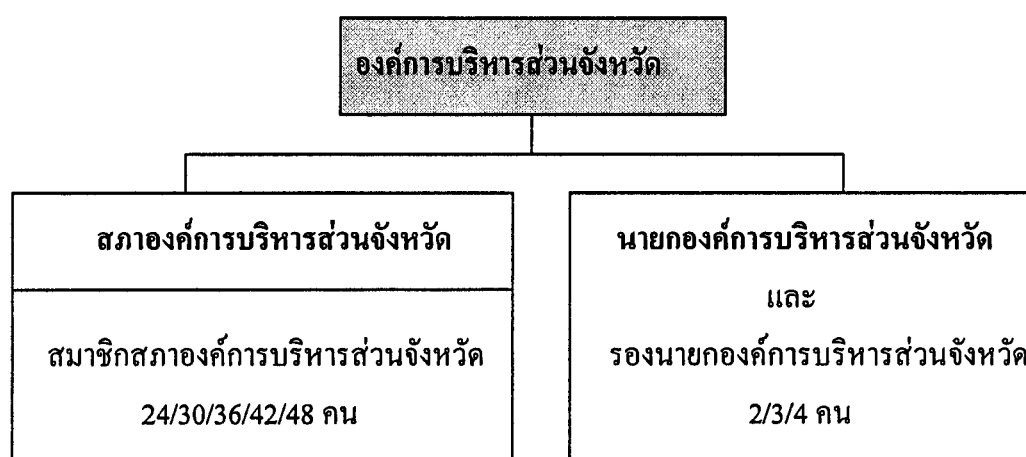 องค์การบริหารส่วนจังหวัด
สภาองค์การบริหารส่วนจังหวัด
สมาชิกสภาองค์การบริหารส่วนจังหวัด
24/30/36/42/48 คน
นายกองค์การบริหารส่วนจังหวัด
และ
รองนายกองค์การบริหารส่วนจังหวัด
2/3/4 คน